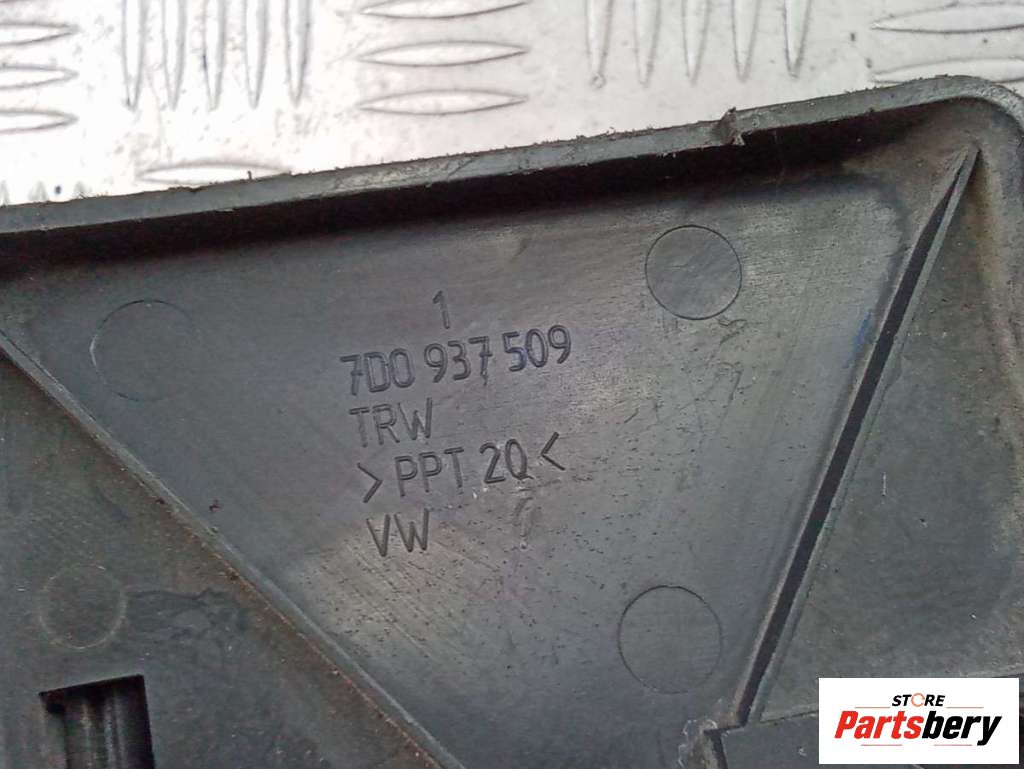 1
7D0 937 509
TRW
>PPT 20<
VW
STORE
Partsbery